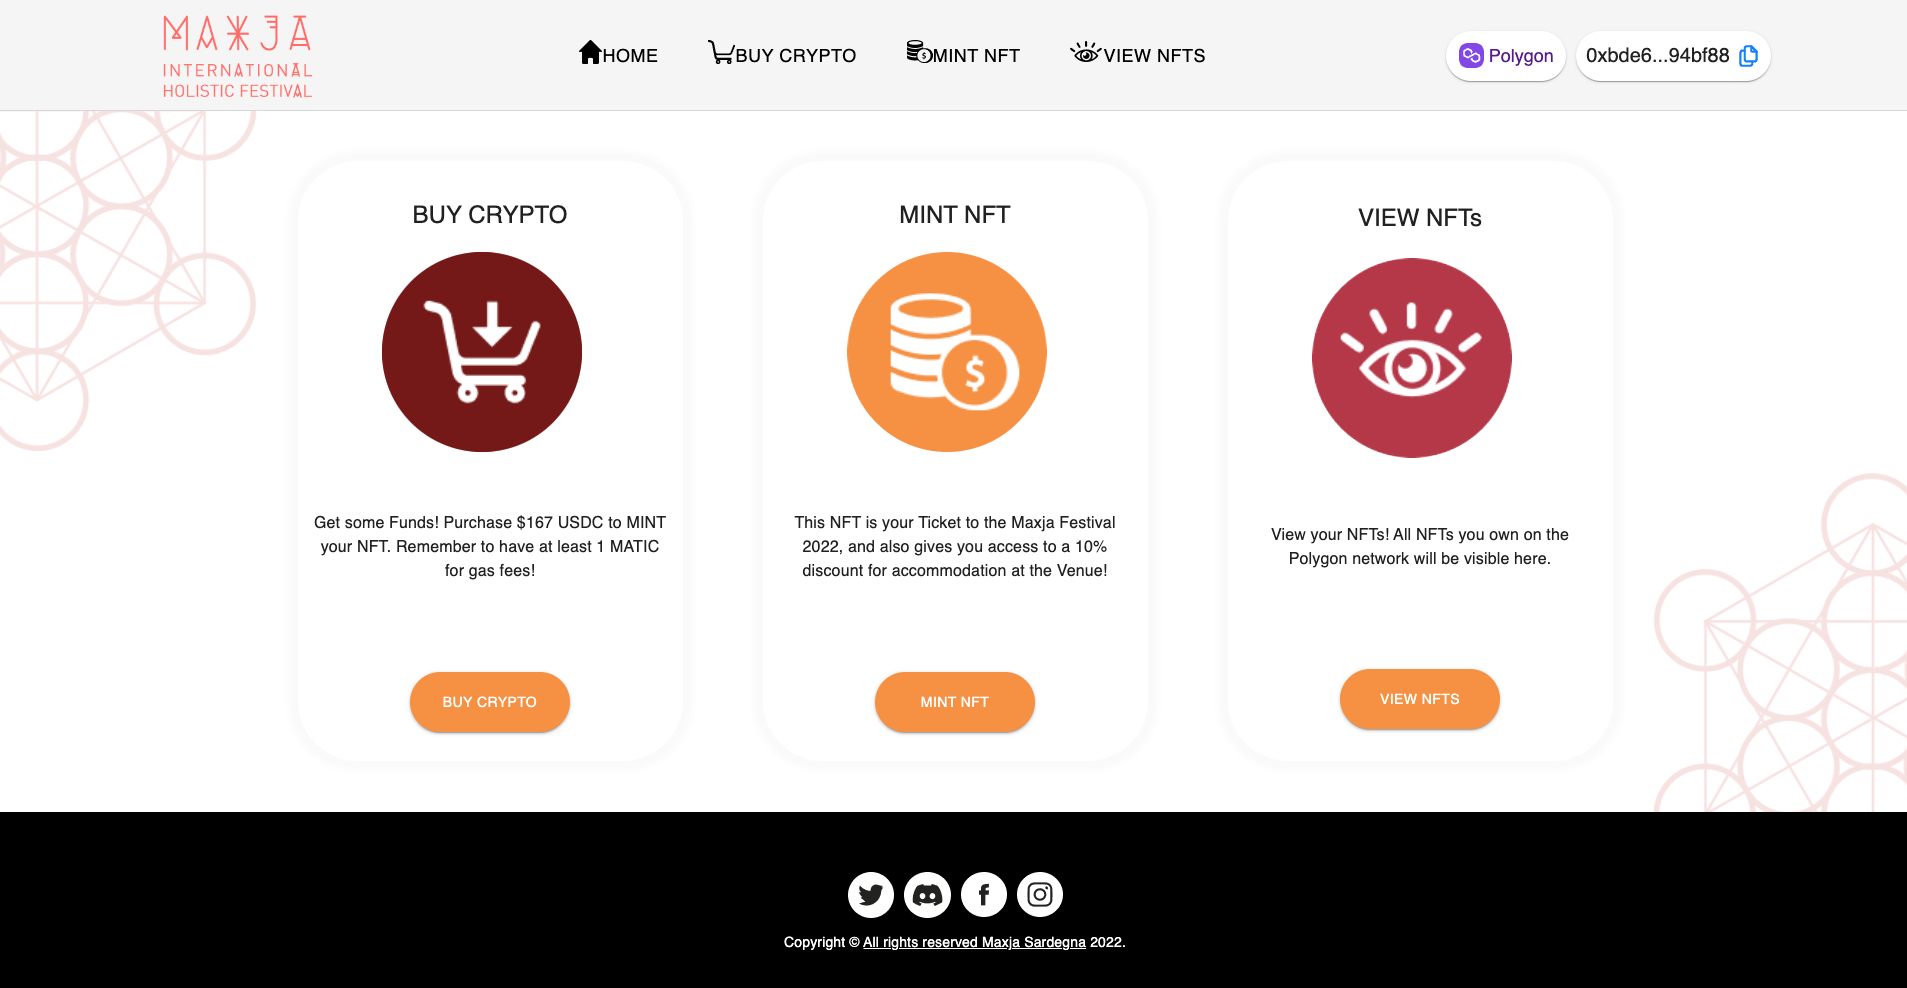 MAXJA
INTERNATIONAL
HOLISTIC FESTIVAL
HOME
BUY CRYPTO
MINT NFT
VIEW NFTS
Polygon
0xbde6...94bf88
BUY CRYPTO
$
Get some Funds! Purchase $167 USDC to MINT
your NFT. Remember to have at least 1 MATIC
for gas fees!
BUY CRYPTO
MINT NFT
$
This NFT is your Ticket to the Maxja Festival
2022, and also gives you access to a 10%
discount for accommodation at the Venue!
MINT NFT
VIEW NFTs
View your NFTs! All NFTs you own on the
Polygon network will be visible here.
VIEW NFTS
Copyright © All rights reserved Maxja Sardegna 2022.